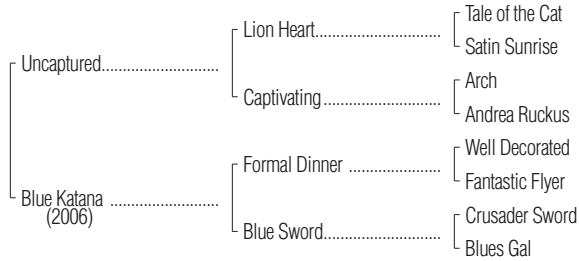 Tale of the Cat
Lion Heart
Satin Sunrise
Uncaptured
Arch
Captivating
Andrea Ruckus
Well Decorated
Formal Dinner
Fantastic Flyer
Blue Katana
(2006)
Crusader Sword
Blue Sword
Blues Gal